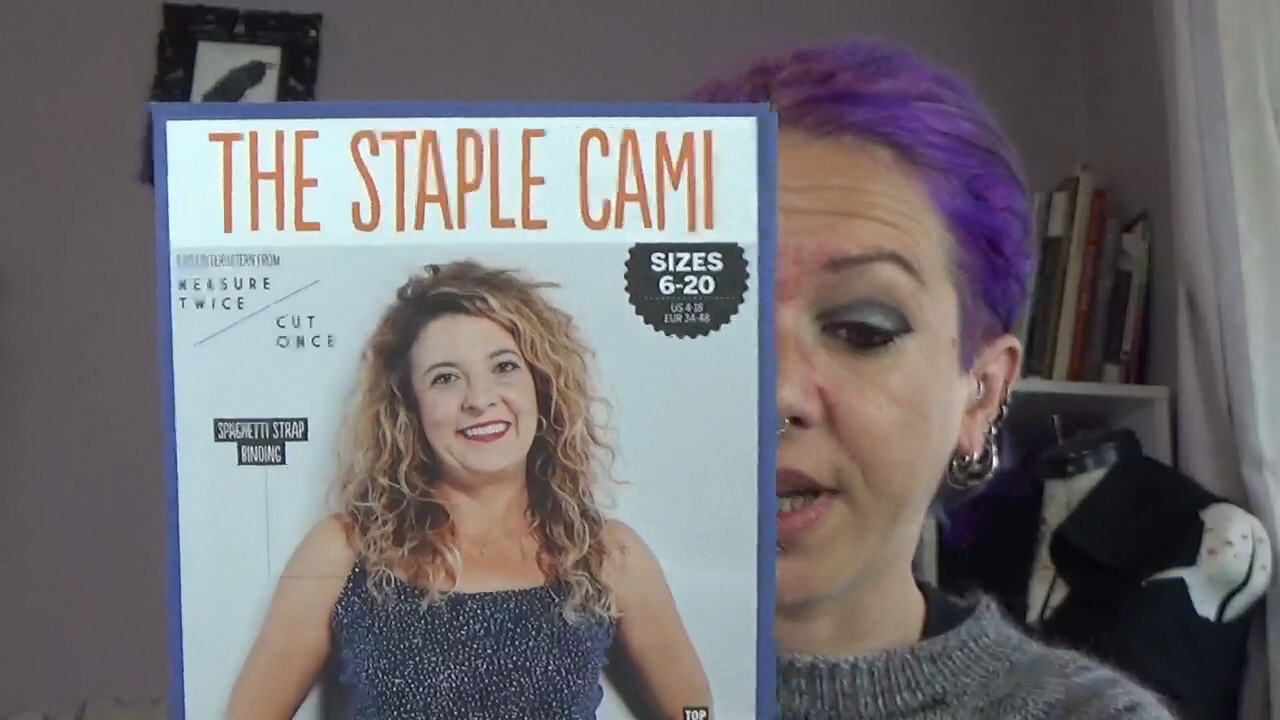 THE STAPLE CAMI
FROM
MEASURE
TWICE
CUT
ONCE
SIZES
6-20
US 4-18
EUR 34-48
SPAGHETTI STRAP
BINDING
TOP